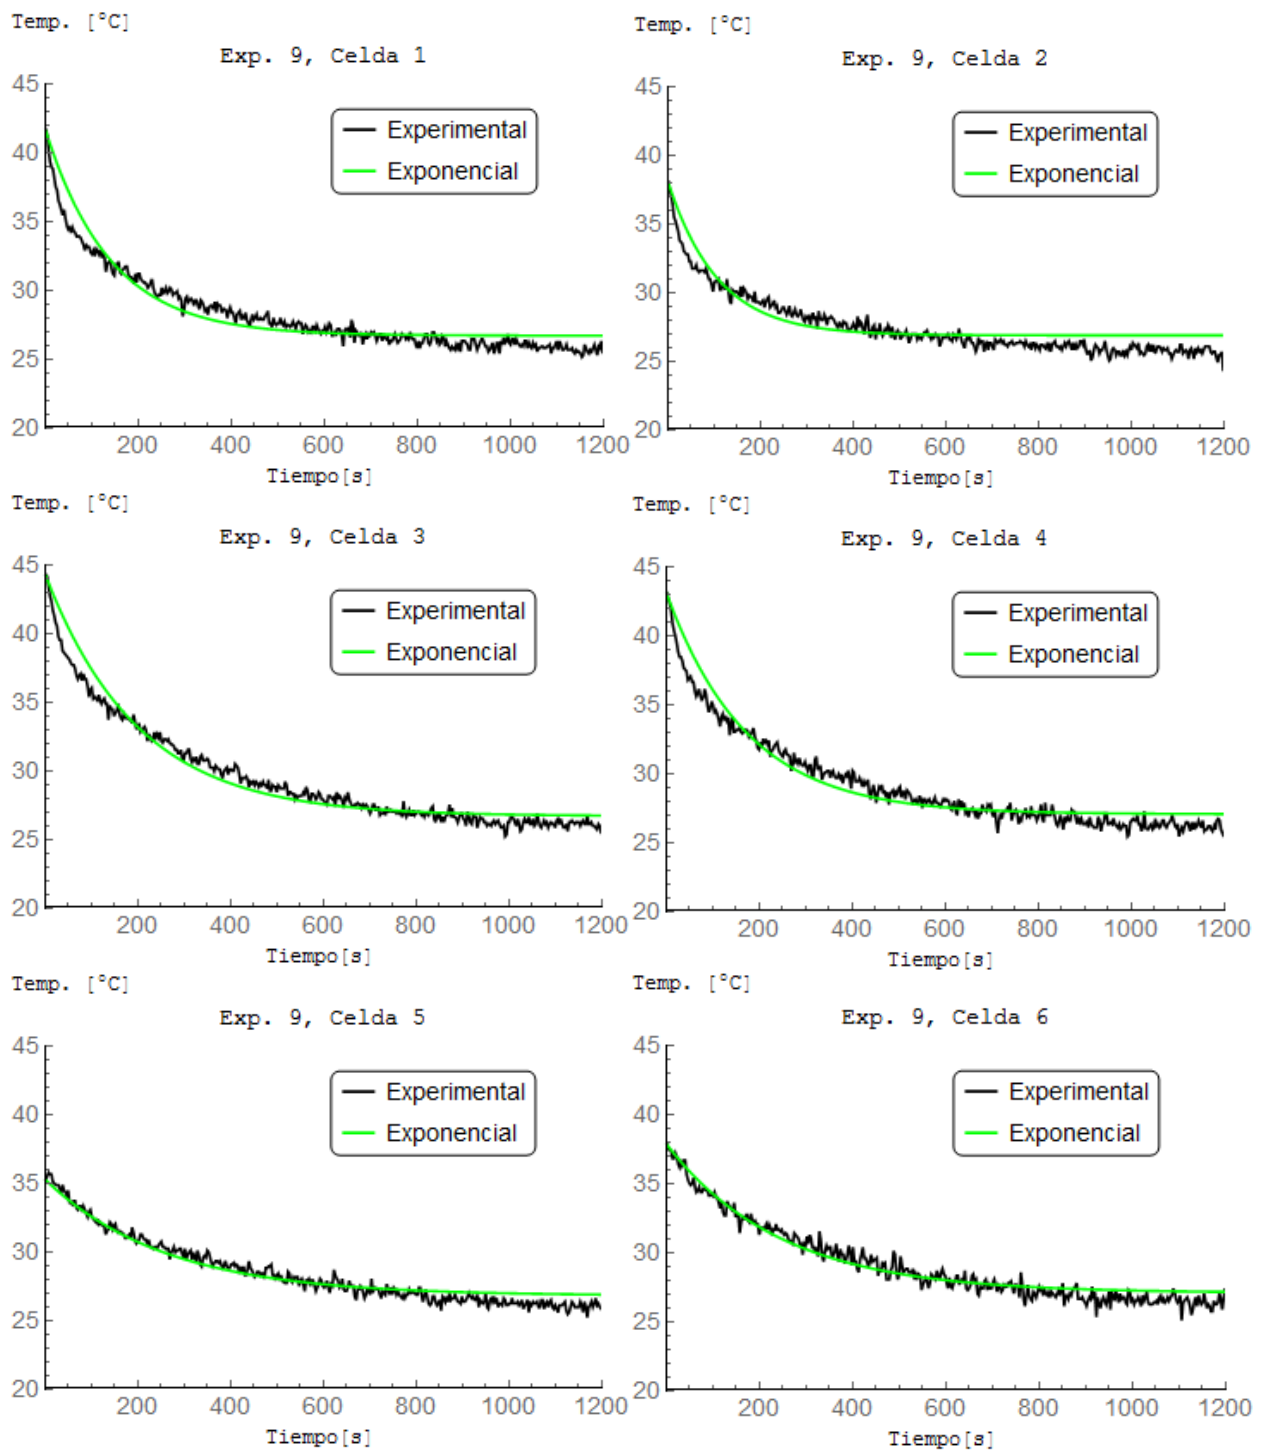 Temp. [°C]
Exp. 9, Celda 1
45
40
35
30
25
20
Experimental
Exponencial
200 400 600 800 1000 1200
Tiempo[s]
Temp. [°C]
Exp. 9, Celda 2
45
40
35
30
25
20
Experimental
Exponencial
200 400 600 800 1000 1200
Tiempo[s]
Temp. [°C]
Exp. 9, Celda 3
45
40
35
30
25
20
Experimental
Exponencial
200 400 600 800 1000 1200
Tiempo[s]
Temp. [°C]
Exp. 9, Celda 4
45
40
35
30
25
20
Experimental
Exponencial
200 400 600 800 1000 1200
Tiempo[s]
Temp. [°C]
Exp. 9, Celda 5
45
40
35
30
25
20
Experimental
Exponencial
200 400 600 800 1000 1200
Tiempo[s]
Temp. [°C]
Exp. 9, Celda 6
45
40
35
30
25
20
Experimental
Exponencial
200 400 600 800 1000 1200
Tiempo[s]